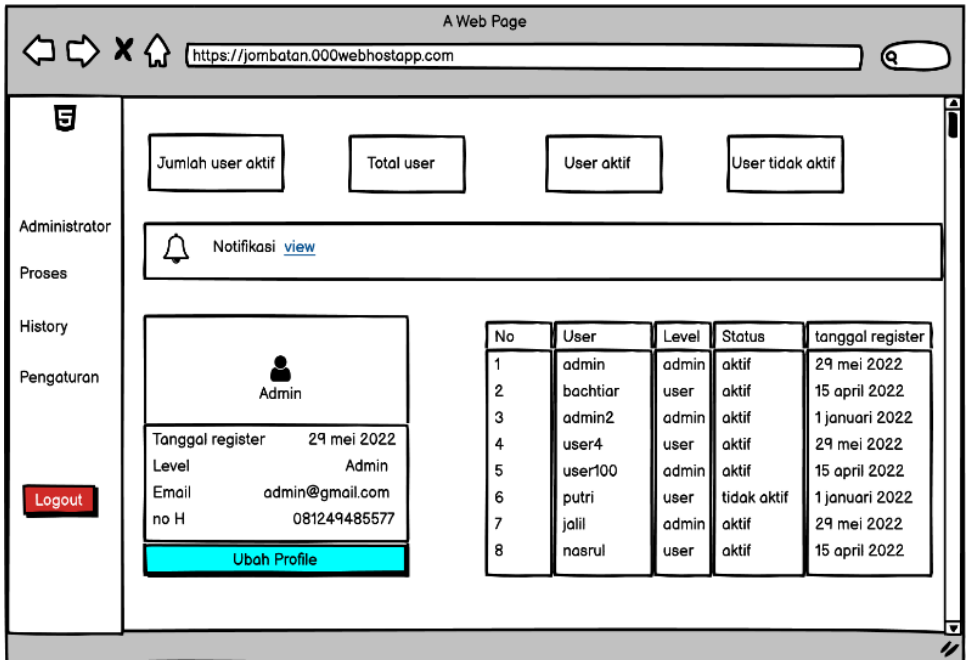 A Web Page
https://jombatan.000webhostapp.com
5
Jumlah user aktif
Total user
User aktif
User tidak aktif
Administrator
Proses
History
Pengaturan
Logout
Notifikasi view
Admin
Tanggal register 29 mei 2022
Level Admin
Email admin@gmail.com
no H 081249485577
Ubah Profile
No User Level Status tanggal register
1 admin admin aktif 29 mei 2022
2 bachtiar user aktif 15 april 2022
3 admin2 admin aktif 1 januari 2022
4 user4 user aktif 29 mei 2022
5 user100 admin aktif 15 april 2022
6 putri user tidak aktif 1 januari 2022
7 jalil admin aktif 29 mei 2022
8 nasrul user aktif 15 april 2022